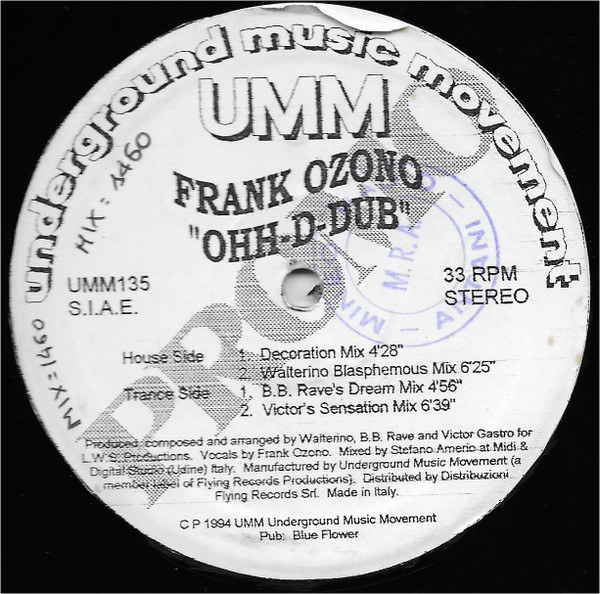 underground music movement
UMM
FRANK OZONO
"OHH-D-DUB"
PROMO
MIX: 1460
MIX=1460
M.R.A
UMM135
S.I.A.E.
33 RPM
STEREO
House Side 1. Decoration Mix 4'28"
2. Walterino Blasphemous Mix 6'25"
Trance Side 1. B.B. Rave's Dream Mix 4'56"
2. Victor's Sensation Mix 6'39"
Produced, composed and arranged by Walterino, B.B. Rave and Victor Gastro for
L.W.S. Productions. Vocals by Frank Ozono. Mixed by Stefano Amerio at Midi &
Digital Studio (Udine) Italy. Manufactured by Underground Music Movement (a
member label of Flying Records Productions). Distributed by Distribuzioni
Flying Records Srl. Made in Italy.
C P 1994 UMM Underground Music Movement
Pub: Blue Flower